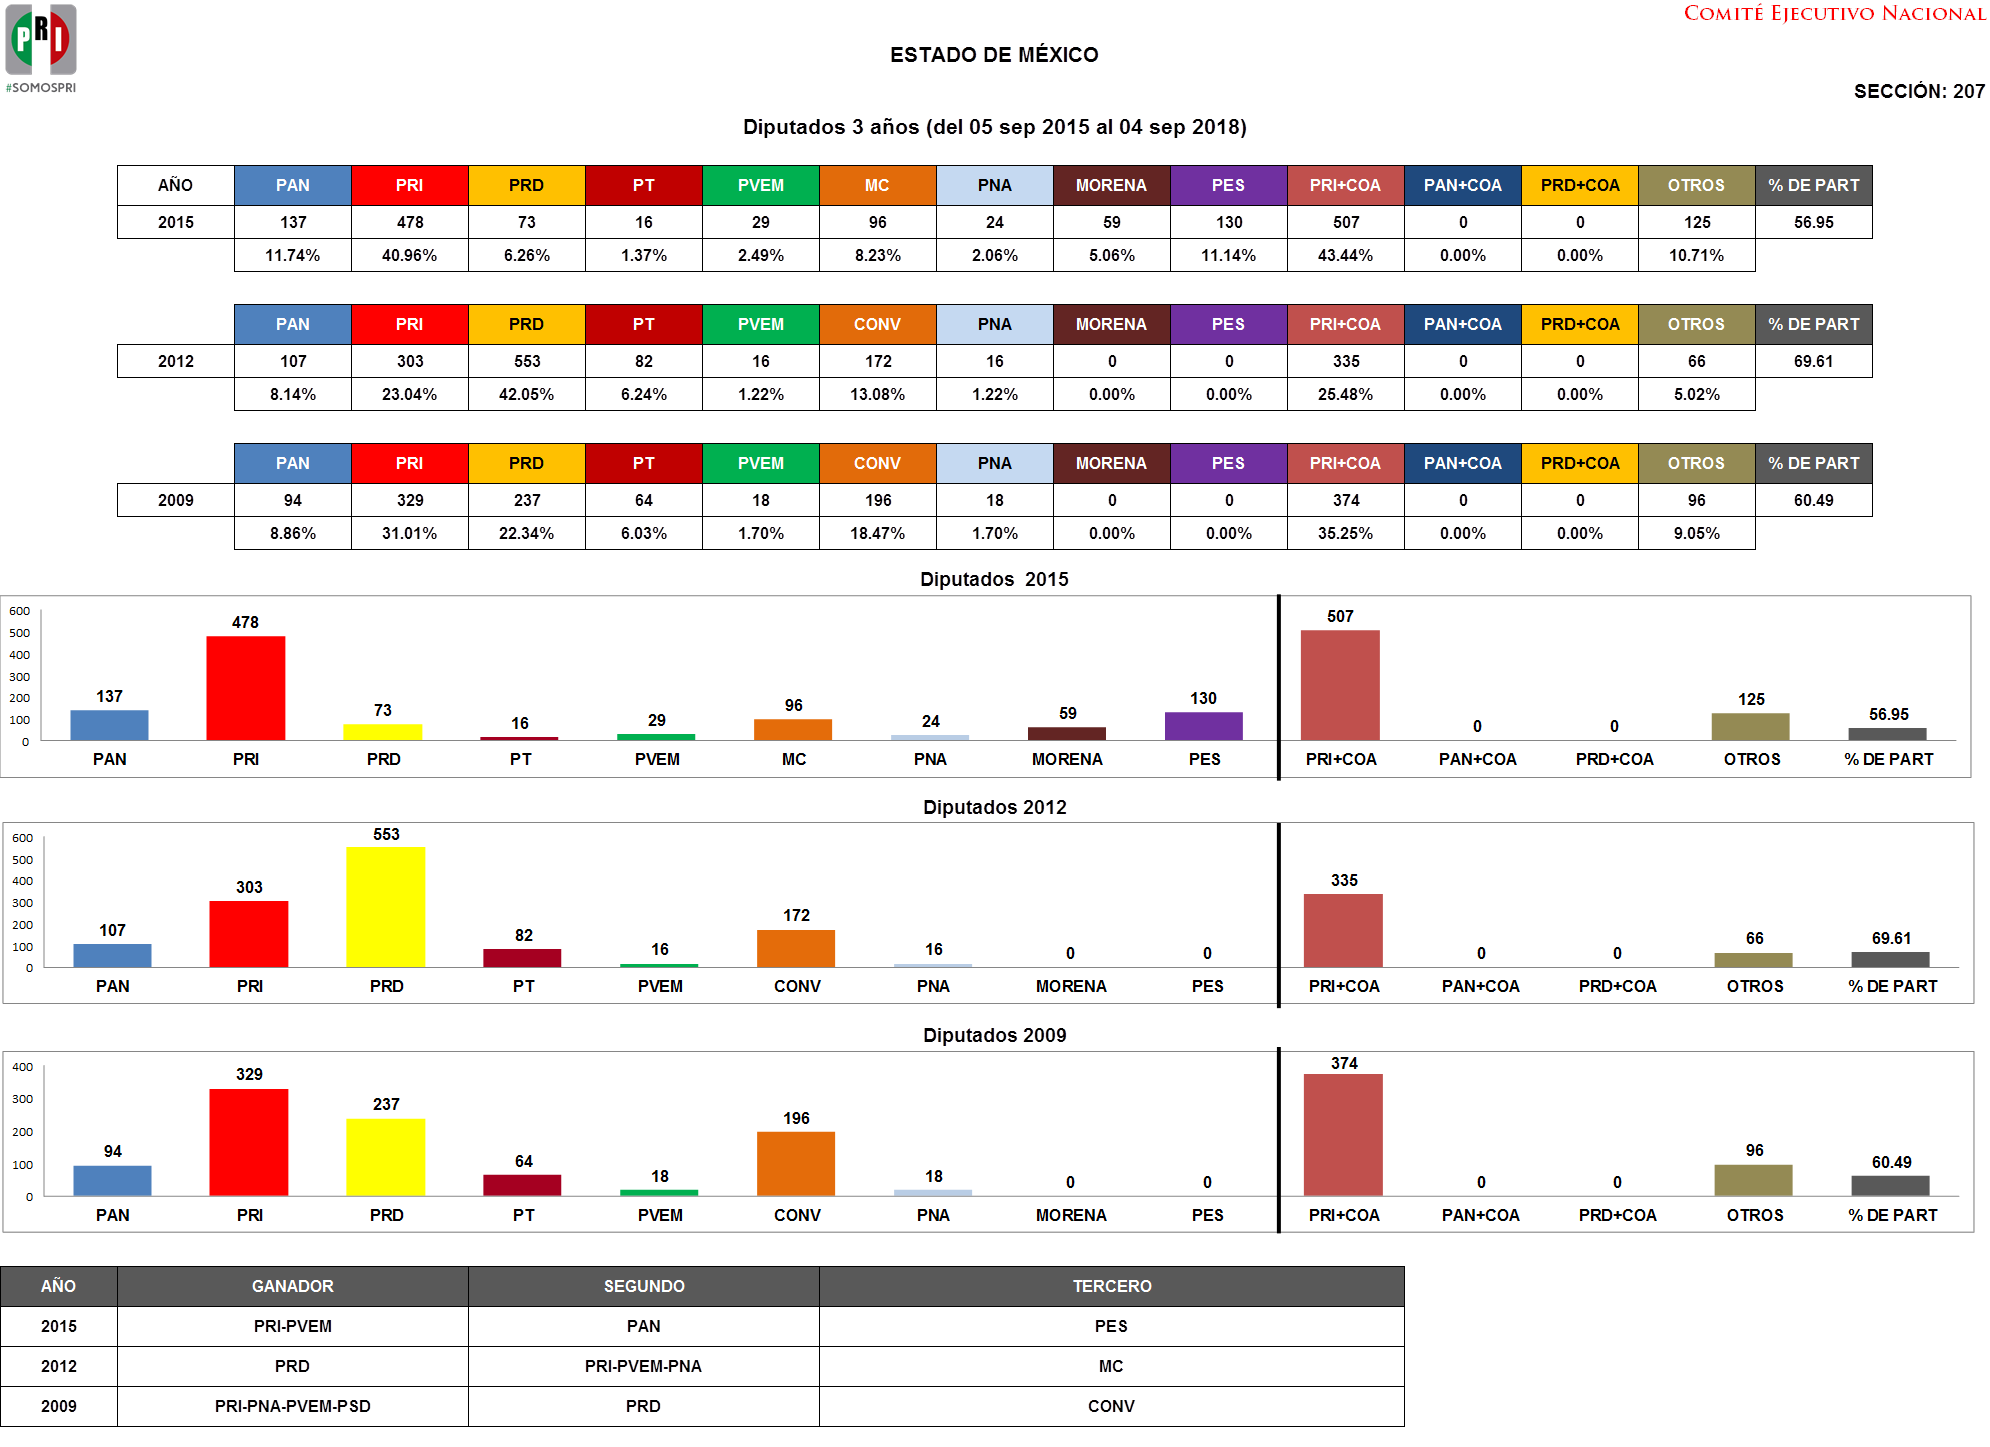 PRI
#SOMOSPRI
COMITÉ EJECUTIVO NACIONAL
ESTADO DE MÉXICO
SECCIÓN: 207
Diputados 3 años (del 05 sep 2015 al 04 sep 2018)
AÑO PAN PRI PRD PT PVEM MC PNA MORENA PES PRI+COA PAN+COA PRD+COA OTROS % DE PART
2015 137 478 73 16 29 96 24 59 130 507 0 0 125 56.95
11.74% 40.96% 6.26% 1.37% 2.49% 8.23% 2.06% 5.06% 11.14% 43.44% 0.00% 0.00% 10.71%
PAN PRI PRD PT PVEM CONV PNA MORENA PES PRI+COA PAN+COA PRD+COA OTROS % DE PART
2012 107 303 553 82 16 172 16 0 0 335 0 0 66 69.61
8.14% 23.04% 42.05% 6.24% 1.22% 13.08% 1.22% 0.00% 0.00% 25.48% 0.00% 0.00% 5.02%
PAN PRI PRD PT PVEM CONV PNA MORENA PES PRI+COA PAN+COA PRD+COA OTROS % DE PART
2009 94 329 237 64 18 196 18 0 0 374 0 0 96 60.49
8.86% 31.01% 22.34% 6.03% 1.70% 18.47% 1.70% 0.00% 0.00% 35.25% 0.00% 0.00% 9.05%
Diputados 2015
600
500
400
300
200
100
0
137 478 73 16 29 96 24 59 130 507 0 0 125 56.95
PAN PRI PRD PT PVEM MC PNA MORENA PES PRI+COA PAN+COA PRD+COA OTROS % DE PART
Diputados 2012
600
500
400
300
200
100
0
107 303 553 82 16 172 16 0 0 335 0 0 66 69.61
PAN PRI PRD PT PVEM CONV PNA MORENA PES PRI+COA PAN+COA PRD+COA OTROS % DE PART
Diputados 2009
400
300
200
100
0
94 329 237 64 18 196 18 0 0 374 0 0 96 60.49
PAN PRI PRD PT PVEM CONV PNA MORENA PES PRI+COA PAN+COA PRD+COA OTROS % DE PART
AÑO GANADOR SEGUNDO TERCERO
2015 PRI-PVEM PAN PES
2012 PRD PRI-PVEM-PNA MC
2009 PRI-PNA-PVEM-PSD PRD CONV